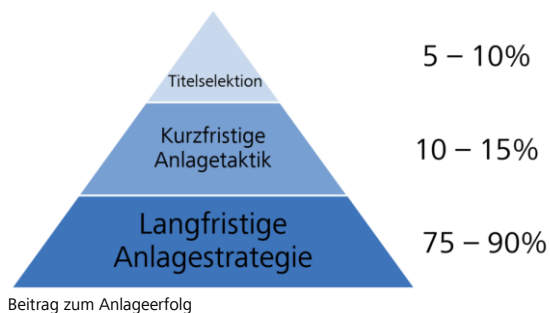 Titelselektion
5 – 10%
Kurzfristige
Anlagetaktik
10 – 15%
Langfristige
Anlagestrategie
75 – 90%
Beitrag zum Anlageerfolg